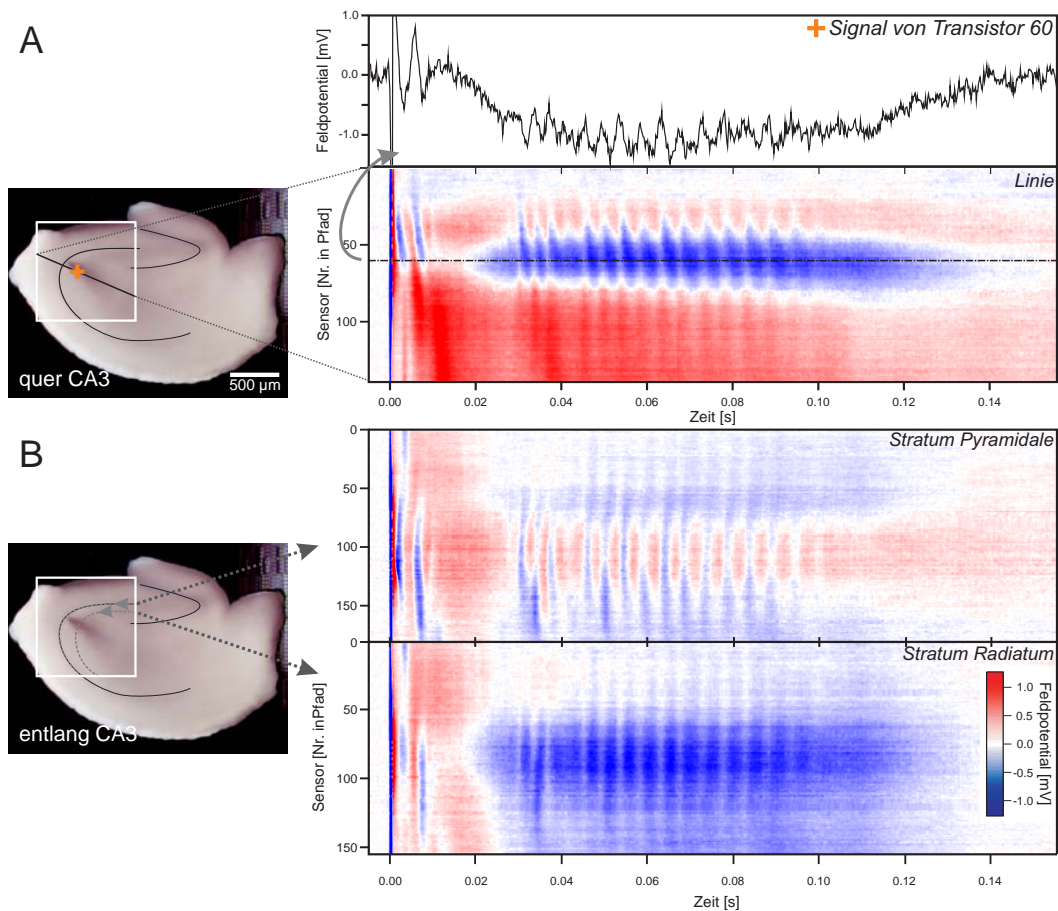 A
1.0
0.0
-1.0
Feldpotential [mV]
Signal von Transistor 60
Linie
50
100
Sensor [Nr. in Pfad]
0.00
0.02
0.04
0.06
0.08
0.10
0.12
0.14
Zeit [s]
quer CA3
500 µm
B
0
50
100
150
Stratum Pyramidale
entlang CA3
0
50
100
150
Sensor [Nr. inPfad]
Stratum Radiatum
1.0
0.5
0.0
-0.5
-1.0
Feldpotential [mV]
0.00
0.02
0.04
0.06
0.08
0.10
0.12
0.14
Zeit [s]